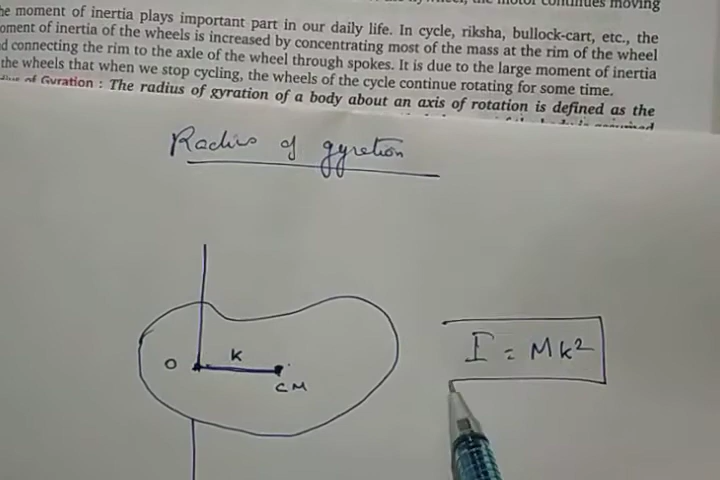 motor continues moving
he moment of inertia plays important part in our daily life. In cycle, riksha, bullock-cart, etc., the
oment of inertia of the wheels is increased by concentrating most of the mass at the rim of the wheel
d connecting the rim to the axle of the wheel through spokes. It is due to the large moment of inertia
the wheels that when we stop cycling, the wheels of the cycle continue rotating for some time.
of Gyration : The radius of gyration of a body about an axis of rotation is defined as the
Radius of gyretion
K
O
CM
I = MK²